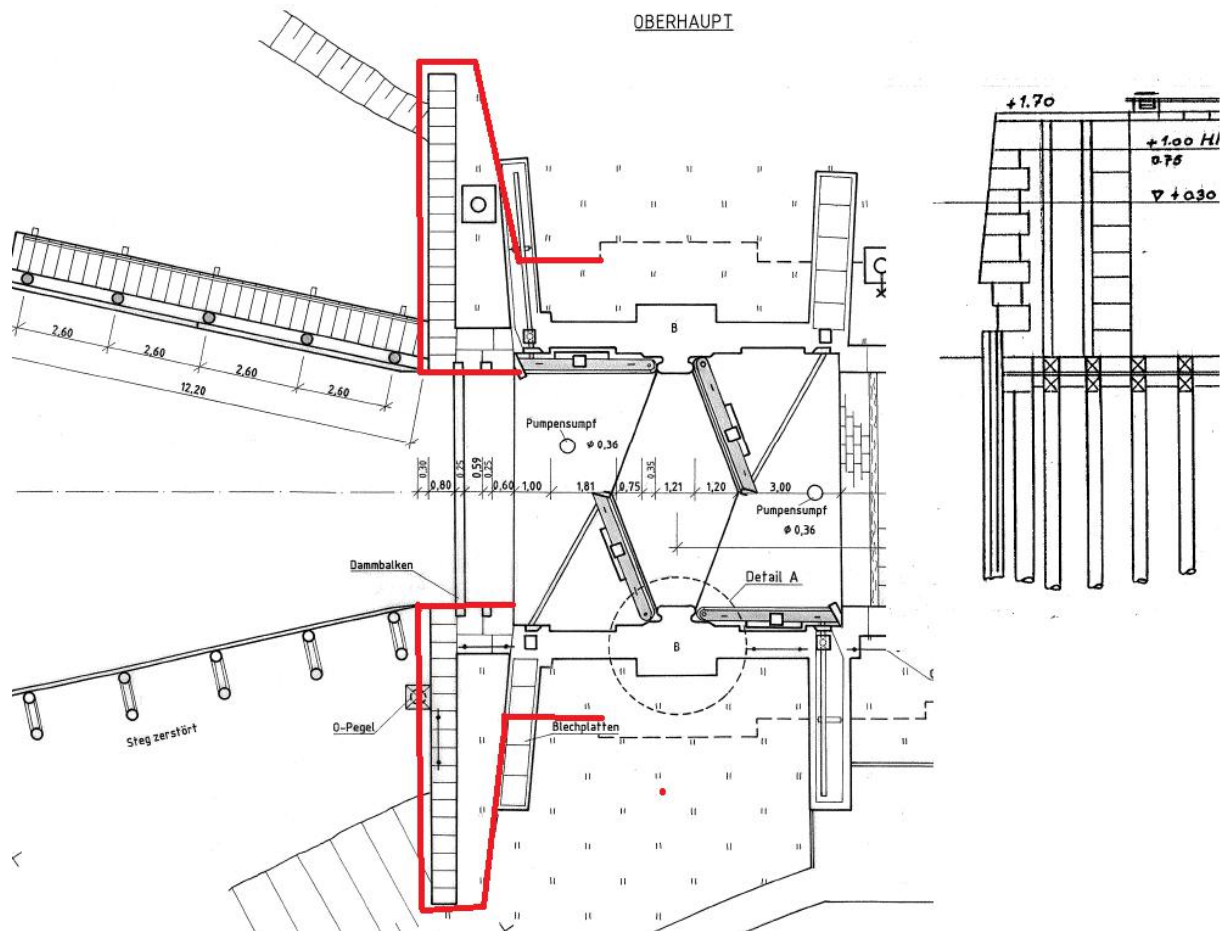 OBERHAUPT
+1.70
+1.00
0.75
▽ +0.30
B
2,60
2,60
2,60
2,60
12,20
Pumpensumpf
ø 0,36
0,30
0,80
0,25
0,59
0,25
0,60
1,00
1,81
0,75
0,35
1,21
1,20
3,00
Pumpensumpf
ø 0,36
Dammbalken
Detail A
B
O-Pegel
Steg zerstört
Blechplatten